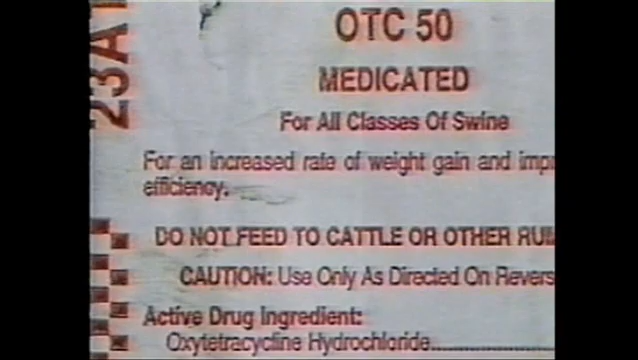 23A
OTC 50
MEDICATED
For All Classes Of Swine
For an increased rate of weight gain and imp
efficiency.
DO NOT FEED TO CATTLE OR OTHER RUM
CAUTION: Use Only As Directed On Revers
Active Drug Ingredient:
Oxytetracycline Hydrochloride..................